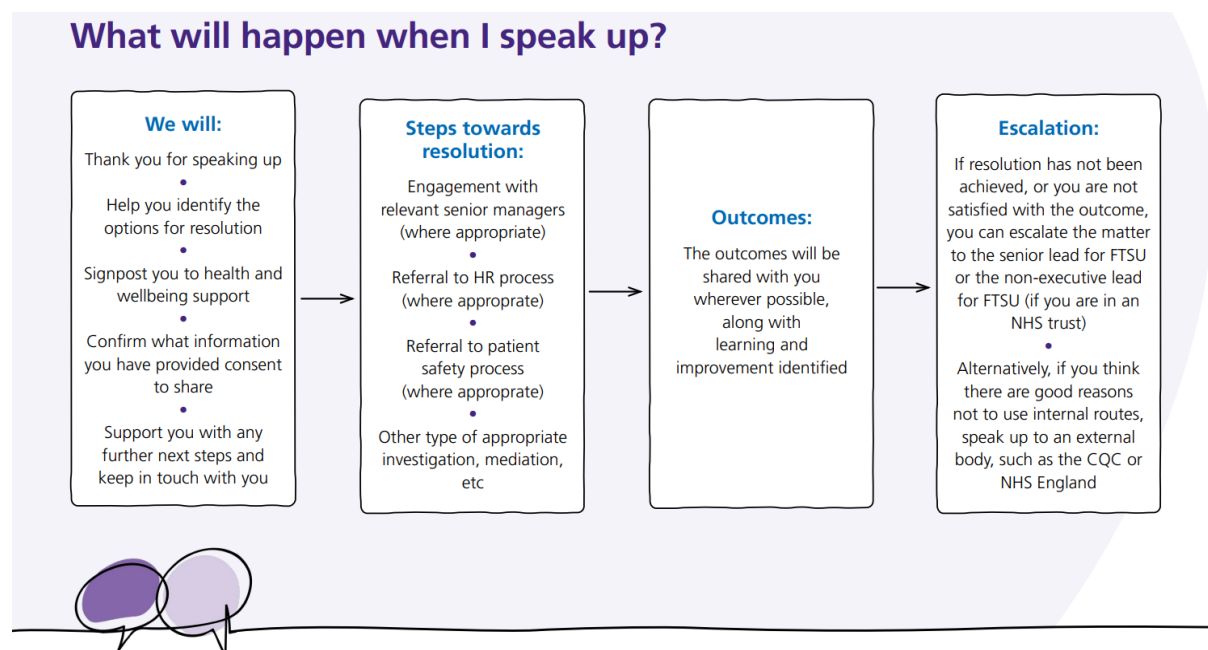 What will happen when I speak up?
We will:
Thank you for speaking up
•
Help you identify the
options for resolution
•
Signpost you to health and
wellbeing support
•
Confirm what information
you have provided consent
to share
•
Support you with any
further next steps and
keep in touch with you
Steps towards
resolution:
Engagement with
relevant senior managers
(where appropriate)
•
Referral to HR process
(where approprate)
•
Referral to patient
safety process
(where approprate)
•
Other type of appropriate
investigation, mediation,
etc
Outcomes:
The outcomes will be
shared with you
wherever possible,
along with
learning and
improvement identified
Escalation:
If resolution has not been
achieved, or you are not
satisfied with the outcome,
you can escalate the matter
to the senior lead for FTSU
or the non-executive lead
for FTSU (if you are in an
NHS trust)
•
Alternatively, if you think
there are good reasons
not to use internal routes,
speak up to an external
body, such as the CQC or
NHS England